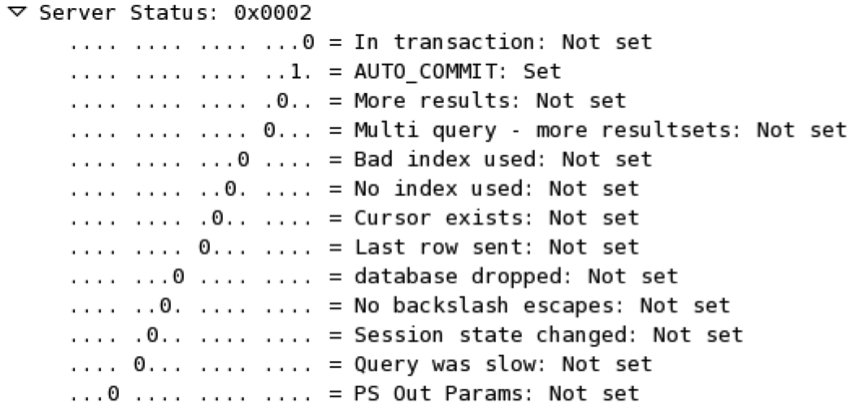 ▽ Server Status: 0x0002
.... .... .... ...0 = In transaction: Not set
.... .... .... ..1. = AUTO_COMMIT: Set
.... .... .... .0.. = More results: Not set
.... .... .... 0... = Multi query - more resultsets: Not set
.... .... ...0 .... = Bad index used: Not set
.... .... ..0. .... = No index used: Not set
.... .... .0.. .... = Cursor exists: Not set
.... .... 0... .... = Last row sent: Not set
.... ...0 .... .... = database dropped: Not set
.... ..0. .... .... = No backslash escapes: Not set
.... .0.. .... .... = Session state changed: Not set
.... 0... .... .... = Query was slow: Not set
...0 .... .... .... = PS Out Params: Not set